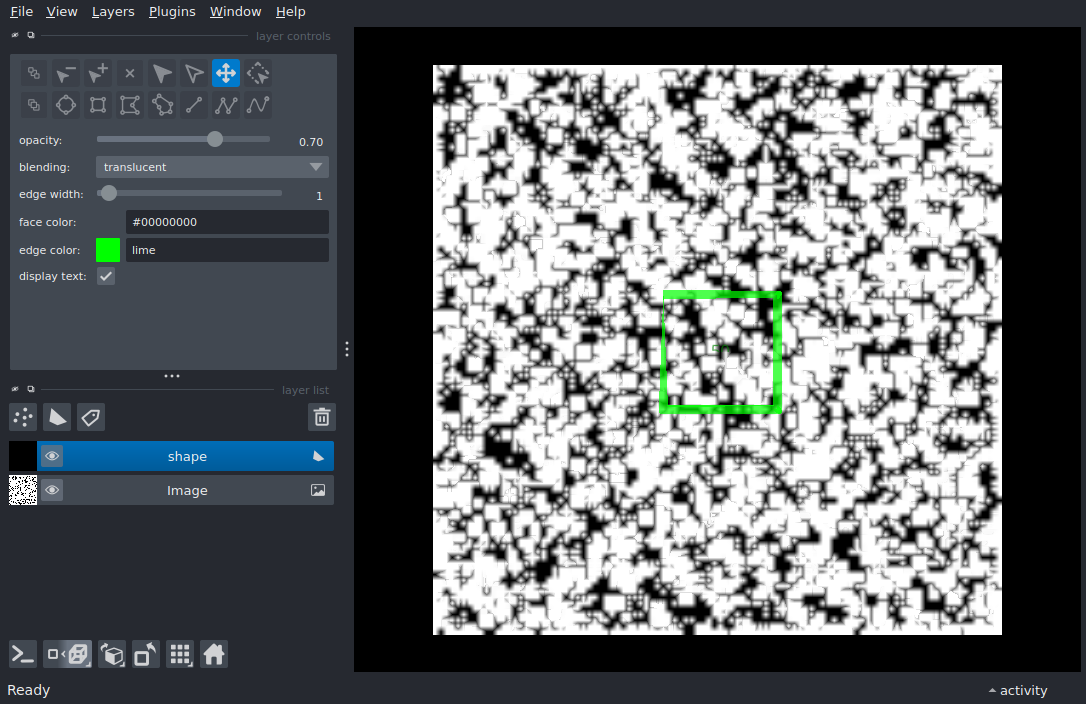 File View Layers Plugins Window Help
layer controls
opacity: 0.70
blending: translucent
edge width: 1
face color: #00000000
edge color: lime
display text:
layer list
shape
Image
Ready
activity